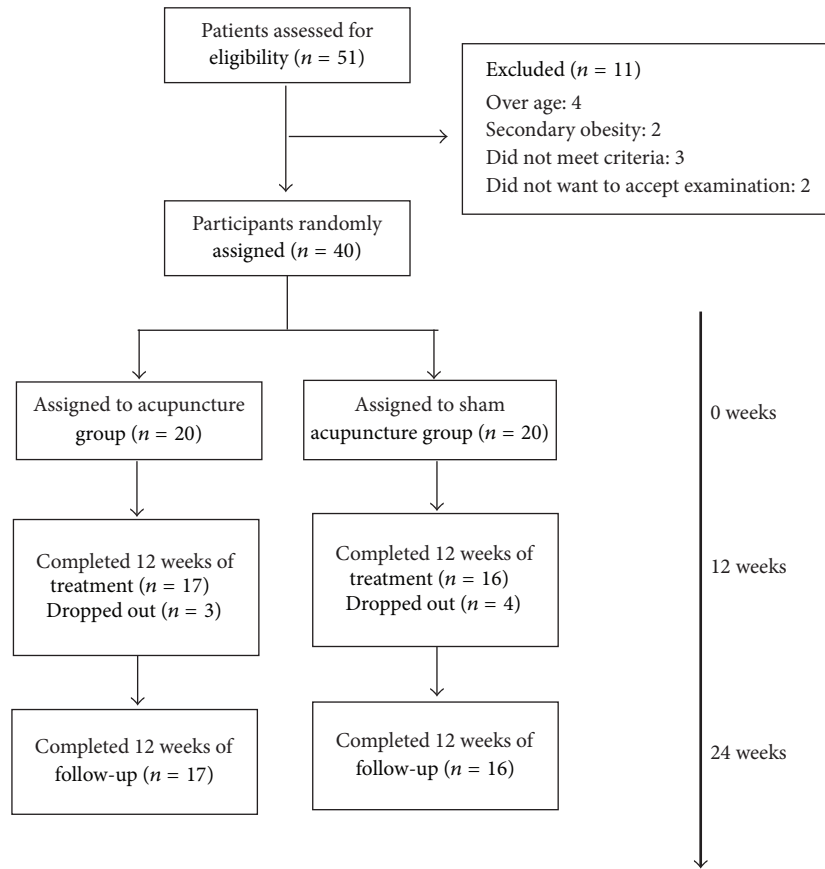 Patients assessed for
eligibility (n = 51)
Excluded (n = 11)
Over age: 4
Secondary obesity: 2
Did not meet criteria: 3
Did not want to accept examination: 2
Participants randomly
assigned (n = 40)
Assigned to acupuncture
group (n = 20)
Assigned to sham
acupuncture group (n = 20)
0 weeks
Completed 12 weeks of
treatment (n = 17)
Dropped out (n = 3)
Completed 12 weeks of
treatment (n = 16)
Dropped out (n = 4)
12 weeks
Completed 12 weeks of
follow-up (n = 17)
Completed 12 weeks of
follow-up (n = 16)
24 weeks